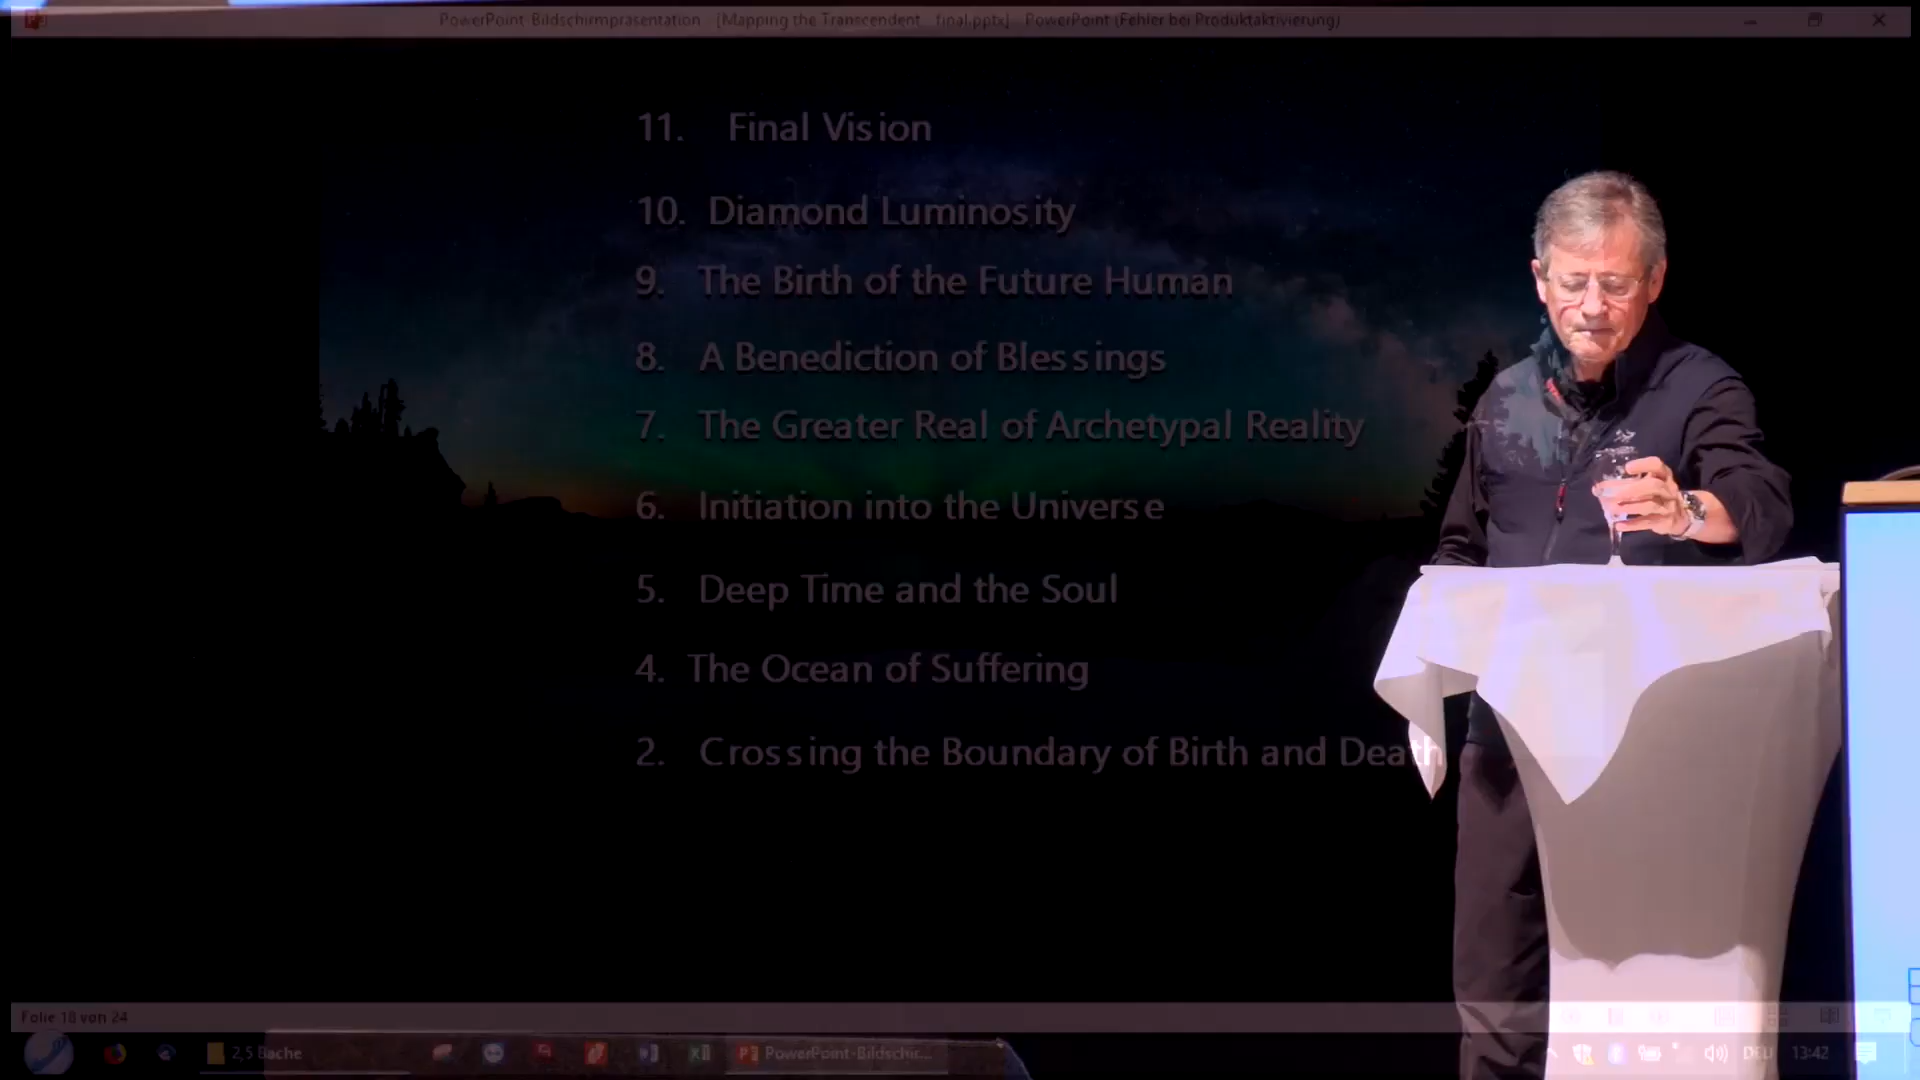 PowerPoint-Bildschirmpräsentation - [Mapping the Transcendent_ final.pptx] - PowerPoint (Fehler bei Produktaktivierung)
11. Final Vision
10. Diamond Luminosity
9. The Birth of the Future Human
8. A Benediction of Blessings
7. The Greater Real of Archetypal Reality
6. Initiation into the Universe
5. Deep Time and the Soul
4. The Ocean of Suffering
2. Crossing the Boundary of Birth and Death
Folie 18 von 24
2,5 Bache
PowerPoint-Bildschir...
DEU
13:42